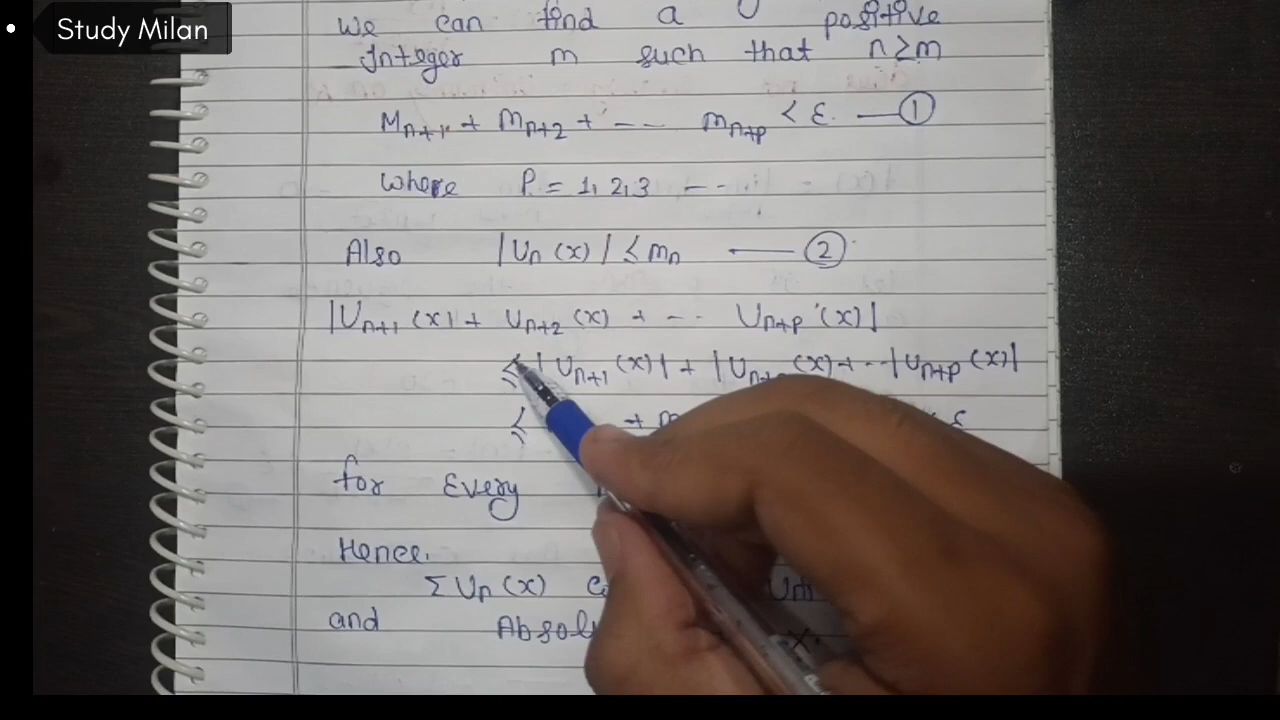 Study Milan
We can find a positive
Integer m such that n ≥ m
Mn+1 + Mn+2 + -- mn+p < ε. — ①
Where P = 1, 2, 3 --
Also |Un(x)| ≤ mn — ②
|Un+1(x) + Un+2(x) + -- Un+p(x)|
≤ |Un+1(x)| + |Un+ (x) + --|Un+p(x)|
≤ + m ε
for Every
Hence.
Σ Un(x)
and